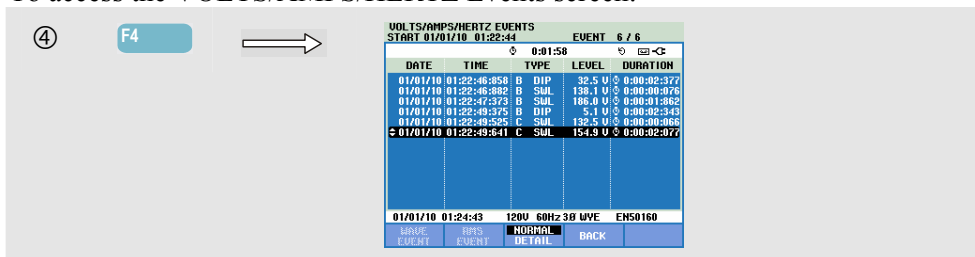 To access the VOLTS/AMPS/HERTZ Events screen:
④ F4
VOLTS/AMPS/HERTZ EVENTS
START 01/01/10 01:22:44 EVENT 6 / 6
0:01:58
DATE TIME TYPE LEVEL DURATION
01/01/10 01:22:46:858 B DIP 32.5 V 0:00:02:377
01/01/10 01:22:46:882 B SWL 138.1 V 0:00:00:076
01/01/10 01:22:47:373 B SWL 186.0 V 0:00:01:862
01/01/10 01:22:49:375 B DIP 5.1 V 0:00:02:343
01/01/10 01:22:49:525 C SWL 132.5 V 0:00:00:066
01/01/10 01:22:49:641 C SWL 154.9 V 0:00:02:077
01/01/10 01:24:43 120V 60Hz 3Ø WYE EN50160
WAVE EVENT RMS EVENT NORMAL DETAIL BACK